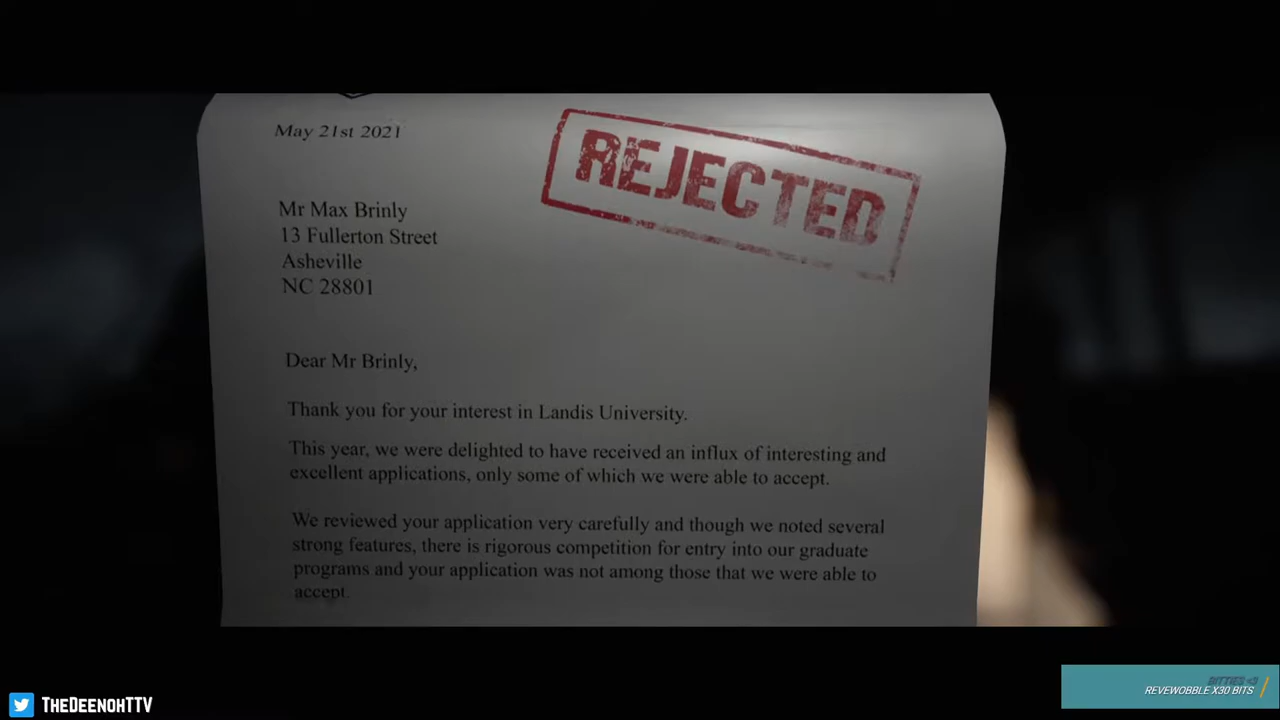 May 21st 2021
REJECTED
Mr Max Brinly
13 Fullerton Street
Asheville
NC 28801
Dear Mr Brinly,
Thank you for your interest in Landis University.
This year, we were delighted to have received an influx of interesting and
excellent applications, only some of which we were able to accept.
We reviewed your application very carefully and though we noted several
strong features, there is rigorous competition for entry into our graduate
programs and your application was not among those that we were able to
accept.
TheDeenohTTV
BITTIES <3
REVEWOBBLE X30 BITS